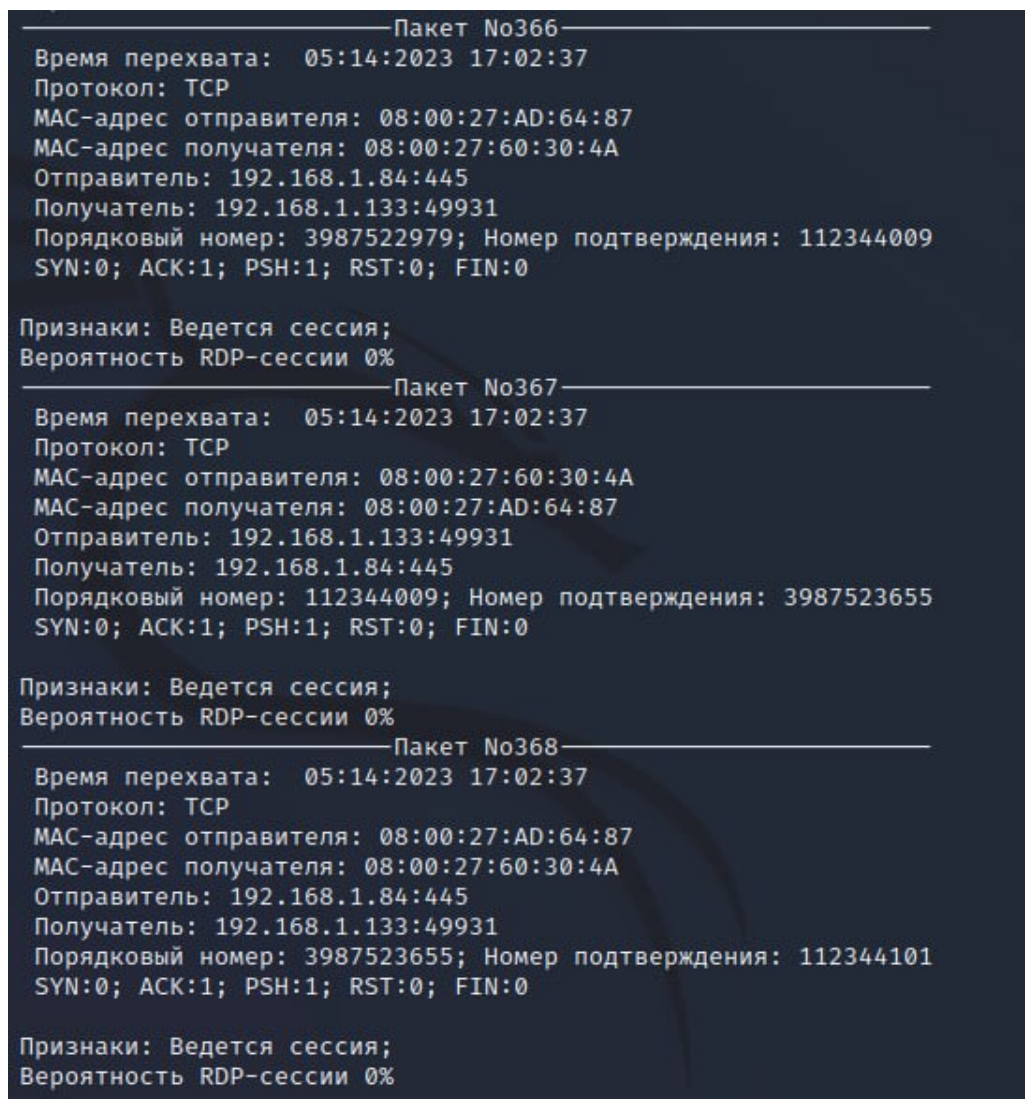 Пакет No366
Время перехвата: 05:14:2023 17:02:37
Протокол: TCP
MAC-адрес отправителя: 08:00:27:AD:64:87
MAC-адрес получателя: 08:00:27:60:30:4A
Отправитель: 192.168.1.84:445
Получатель: 192.168.1.133:49931
Порядковый номер: 3987522979; Номер подтверждения: 112344009
SYN:0; ACK:1; PSH:1; RST:0; FIN:0
Признаки: Ведется сессия;
Вероятность RDP-сессии 0%
Пакет No367
Время перехвата: 05:14:2023 17:02:37
Протокол: TCP
MAC-адрес отправителя: 08:00:27:60:30:4A
MAC-адрес получателя: 08:00:27:AD:64:87
Отправитель: 192.168.1.133:49931
Получатель: 192.168.1.84:445
Порядковый номер: 112344009; Номер подтверждения: 3987523655
SYN:0; ACK:1; PSH:1; RST:0; FIN:0
Признаки: Ведется сессия;
Вероятность RDP-сессии 0%
Пакет No368
Время перехвата: 05:14:2023 17:02:37
Протокол: TCP
MAC-адрес отправителя: 08:00:27:AD:64:87
MAC-адрес получателя: 08:00:27:60:30:4A
Отправитель: 192.168.1.84:445
Получатель: 192.168.1.133:49931
Порядковый номер: 3987523655; Номер подтверждения: 112344101
SYN:0; ACK:1; PSH:1; RST:0; FIN:0
Признаки: Ведется сессия;
Вероятность RDP-сессии 0%